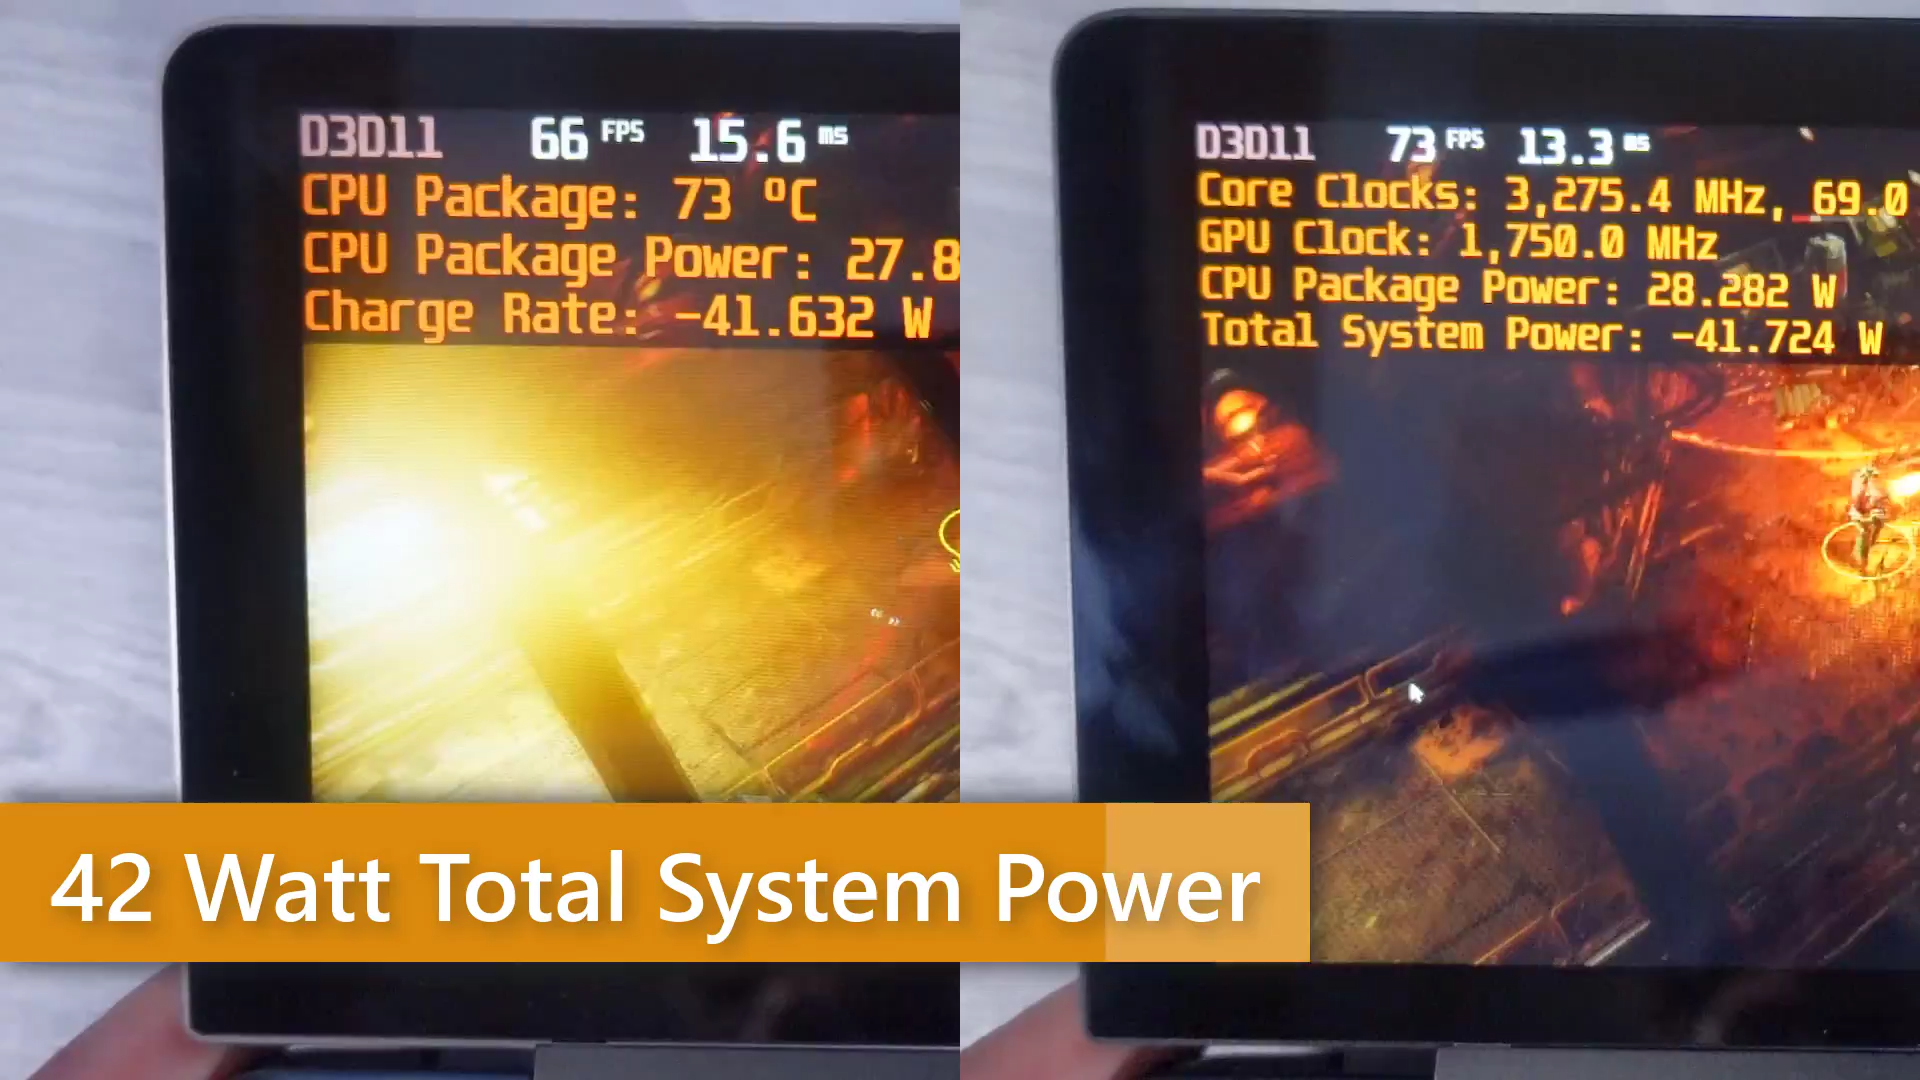 D3D11 66 FPS 15.6 ms
CPU Package: 73 ºC
CPU Package Power: 27.8
Charge Rate: -41.632 W
D3D11 73 FPS 13.3 ms
Core Clocks: 3,275.4 MHz, 69.0
GPU Clock: 1,750.0 MHz
CPU Package Power: 28.282 W
Total System Power: -41.724 W
42 Watt Total System Power